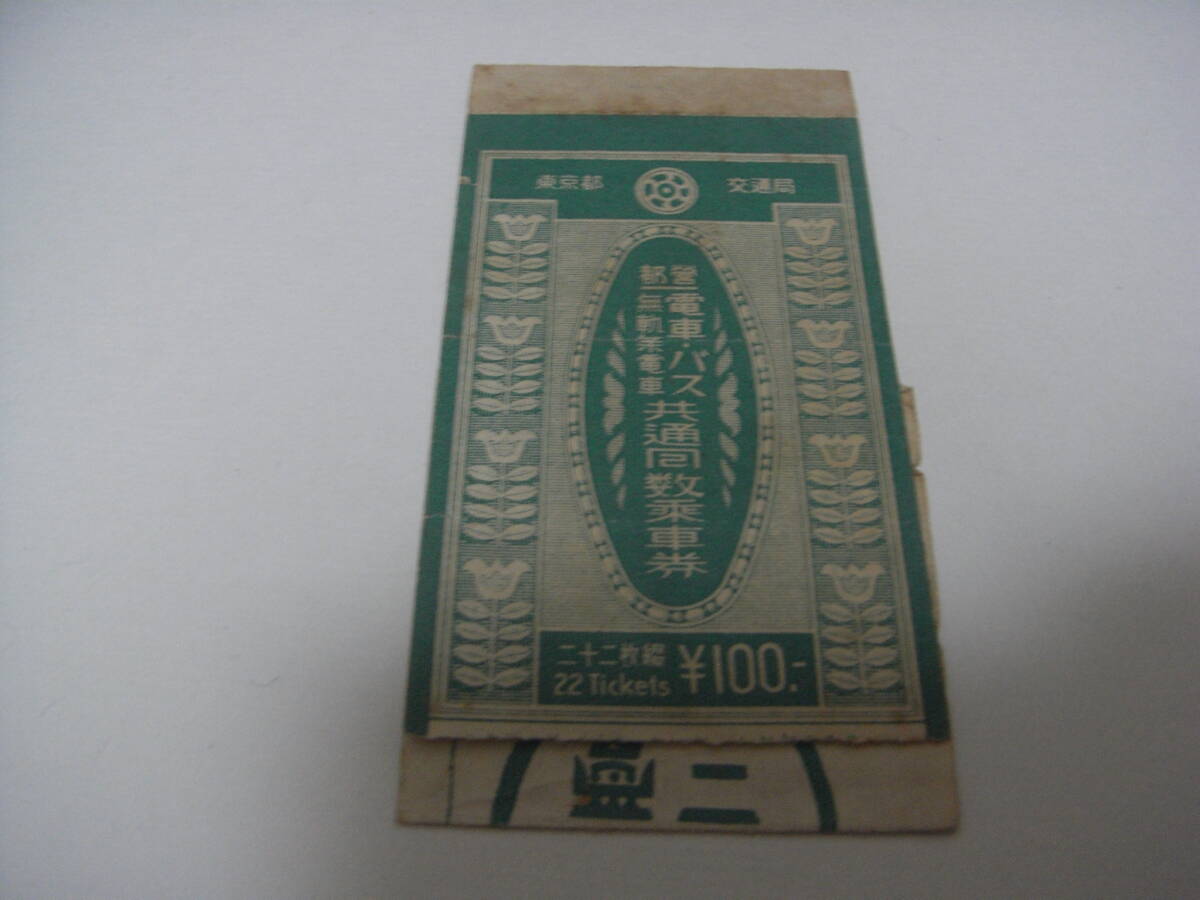 東京都 交通局
都営
電車・バス
無軌条電車
共通回数乗車券
二十二枚綴
22 Tickets
¥100.-
二